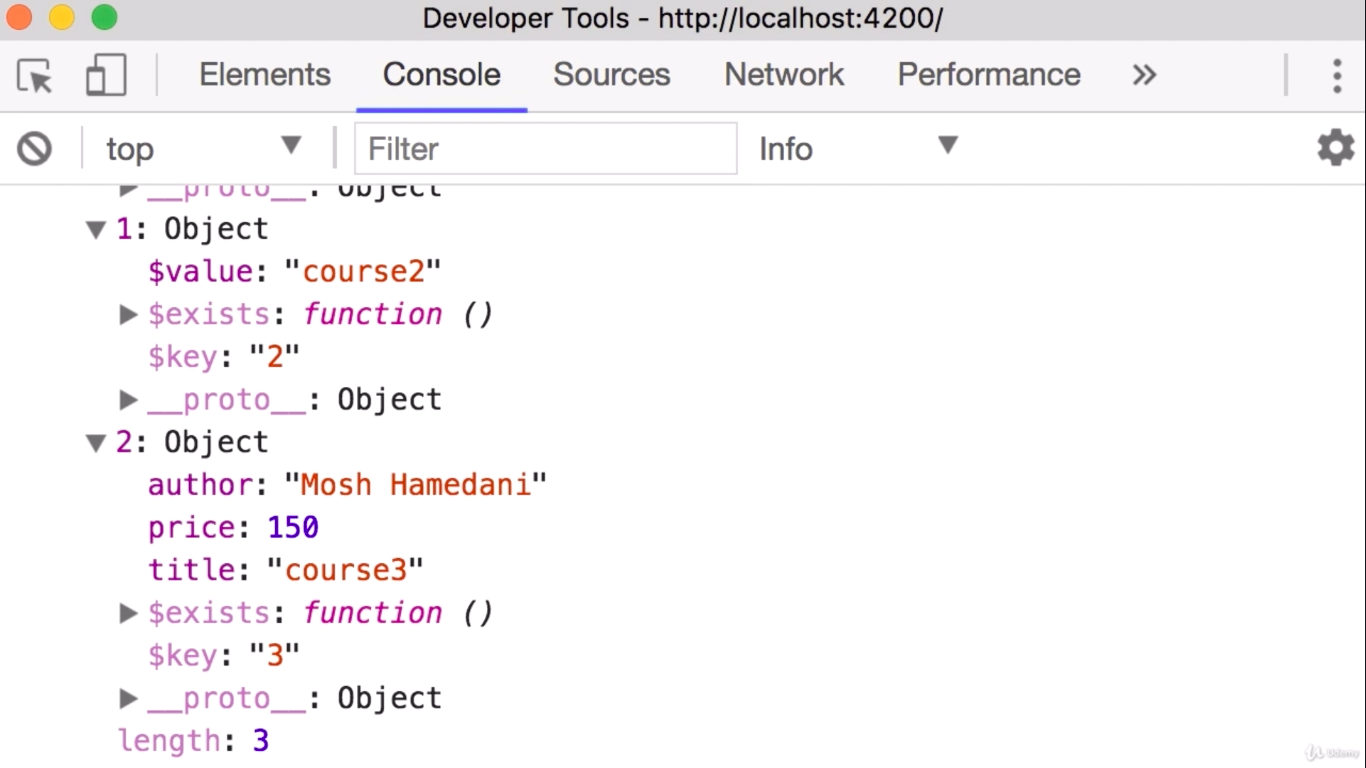 Developer Tools - http://localhost:4200/
Elements Console Sources Network Performance »
top ▼ Filter Info ▼
▶ __proto__: Object
▼ 1: Object
$value: "course2"
▶ $exists: function ()
$key: "2"
▶ __proto__: Object
▼ 2: Object
author: "Mosh Hamedani"
price: 150
title: "course3"
▶ $exists: function ()
$key: "3"
▶ __proto__: Object
length: 3
Udemy